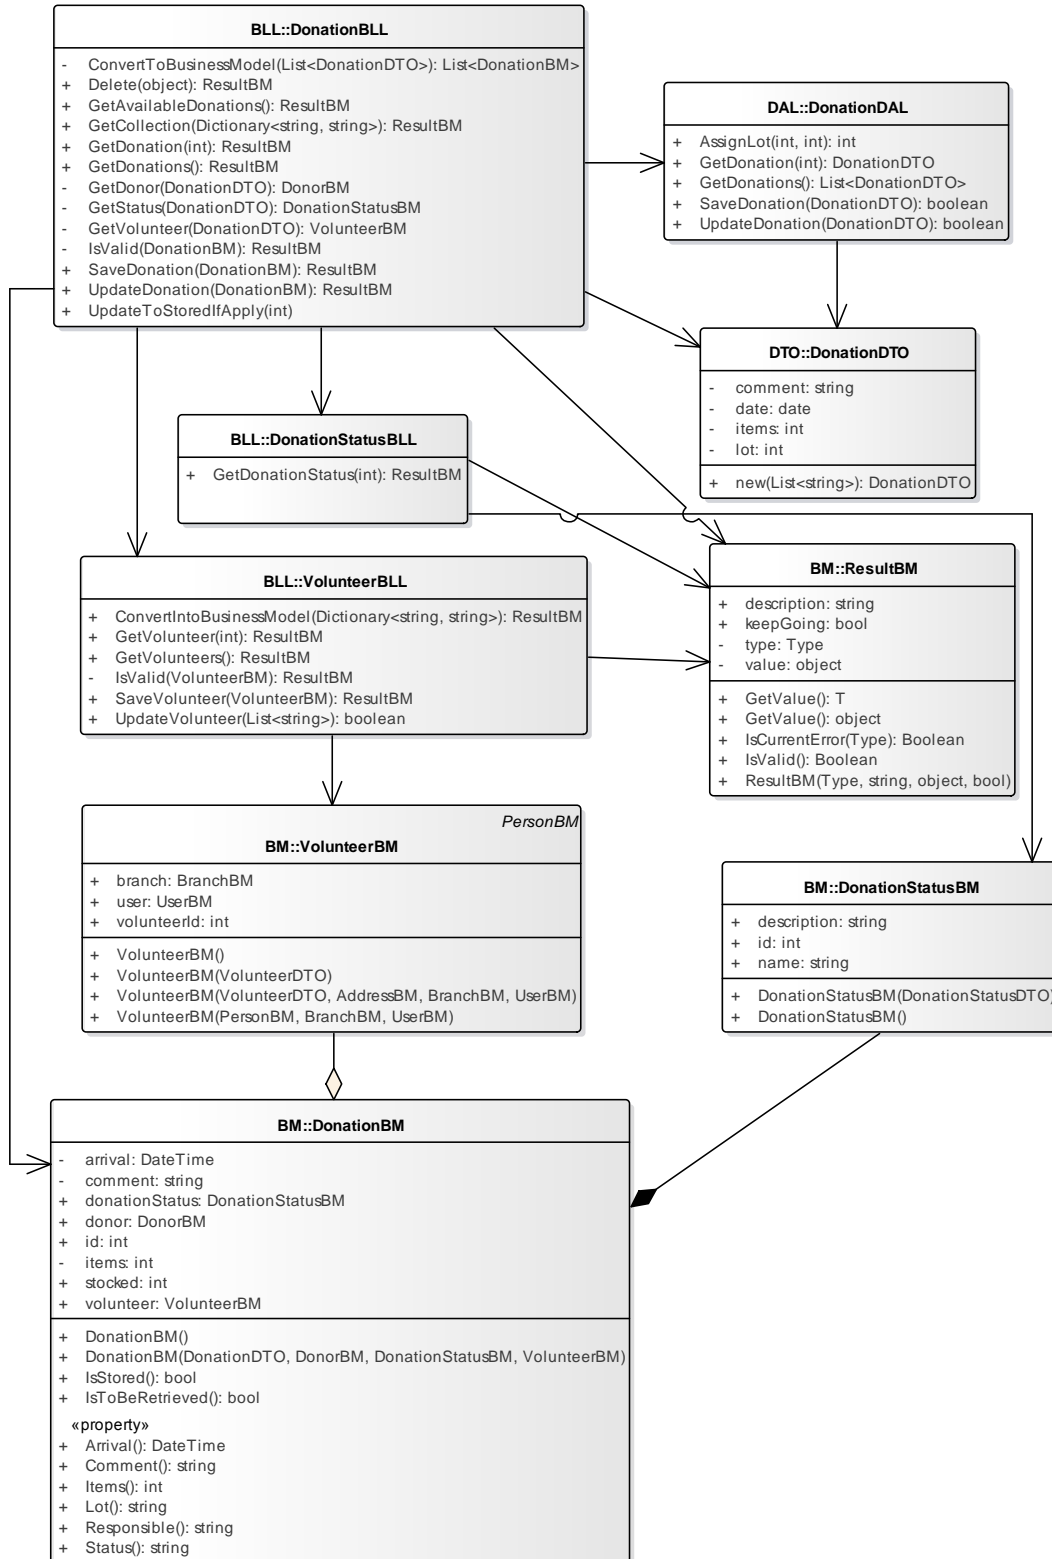 BLL::DonationBLL
- ConvertToBusinessModel(List<DonationDTO>): List<DonationBM>
+ Delete(object): ResultBM
+ GetAvailableDonations(): ResultBM
+ GetCollection(Dictionary<string, string>): ResultBM
+ GetDonation(int): ResultBM
+ GetDonations(): ResultBM
- GetDonor(DonationDTO): DonorBM
- GetStatus(DonationDTO): DonationStatusBM
- GetVolunteer(DonationDTO): VolunteerBM
- IsValid(DonationBM): ResultBM
+ SaveDonation(DonationBM): ResultBM
+ UpdateDonation(DonationBM): ResultBM
+ UpdateToStoredIfApply(int)
DAL::DonationDAL
+ AssignLot(int, int): int
+ GetDonation(int): DonationDTO
+ GetDonations(): List<DonationDTO>
+ SaveDonation(DonationDTO): boolean
+ UpdateDonation(DonationDTO): boolean
DTO::DonationDTO
- comment: string
- date: date
- items: int
- lot: int
+ new(List<string>): DonationDTO
BLL::DonationStatusBLL
+ GetDonationStatus(int): ResultBM
BLL::VolunteerBLL
+ ConvertIntoBusinessModel(Dictionary<string, string>): ResultBM
+ GetVolunteer(int): ResultBM
+ GetVolunteers(): ResultBM
- IsValid(VolunteerBM): ResultBM
+ SaveVolunteer(VolunteerBM): ResultBM
+ UpdateVolunteer(List<string>): boolean
BM::ResultBM
+ description: string
+ keepGoing: bool
- type: Type
- value: object
+ GetValue(): T
+ GetValue(): object
+ IsCurrentError(Type): Boolean
+ IsValid(): Boolean
+ ResultBM(Type, string, object, bool)
PersonBM
BM::VolunteerBM
+ branch: BranchBM
+ user: UserBM
+ volunteerId: int
+ VolunteerBM()
+ VolunteerBM(VolunteerDTO)
+ VolunteerBM(VolunteerDTO, AddressBM, BranchBM, UserBM)
+ VolunteerBM(PersonBM, BranchBM, UserBM)
BM::DonationStatusBM
+ description: string
+ id: int
+ name: string
+ DonationStatusBM(DonationStatusDTO)
+ DonationStatusBM()
BM::DonationBM
- arrival: DateTime
- comment: string
+ donationStatus: DonationStatusBM
+ donor: DonorBM
+ id: int
- items: int
+ stocked: int
+ volunteer: VolunteerBM
+ DonationBM()
+ DonationBM(DonationDTO, DonorBM, DonationStatusBM, VolunteerBM)
+ IsStored(): bool
+ IsToBeRetrieved(): bool
«property»
+ Arrival(): DateTime
+ Comment(): string
+ Items(): int
+ Lot(): string
+ Responsible(): string
+ Status(): string